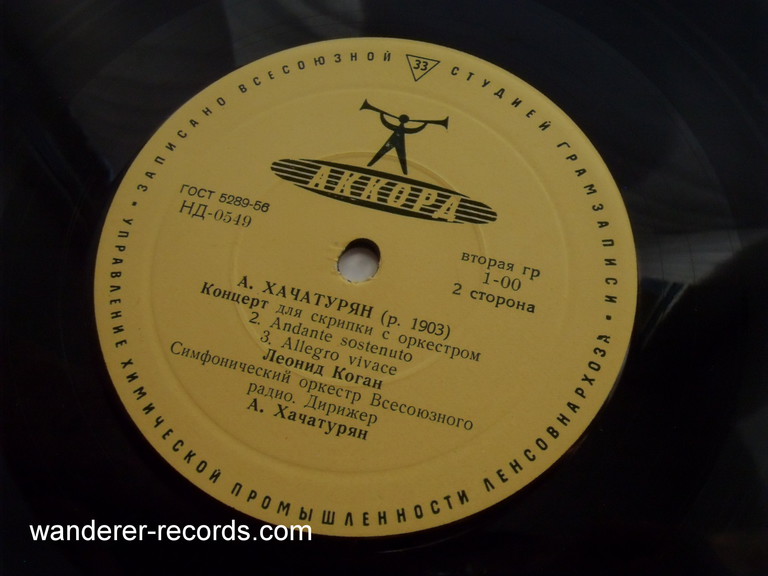 • ЗАПИСАНО ВСЕСОЮЗНОЙ 33 СТУДИЕЙ ГРАМЗАПИСИ •
АККОРД
ГОСТ 5289-56
НД-0549
вторая гр
1-00
2 сторона
А. ХАЧАТУРЯН (р. 1903)
Концерт для скрипки с оркестром
2. Andante sostenuto
3. Allegro vivace
Леонид Коган
Симфонический оркестр Всесоюзного
радио. Дирижер
А. Хачатурян
УПРАВЛЕНИЕ ХИМИЧЕСКОЙ ПРОМЫШЛЕННОСТИ ЛЕНСОВНАРХОЗА
wanderer-records.com